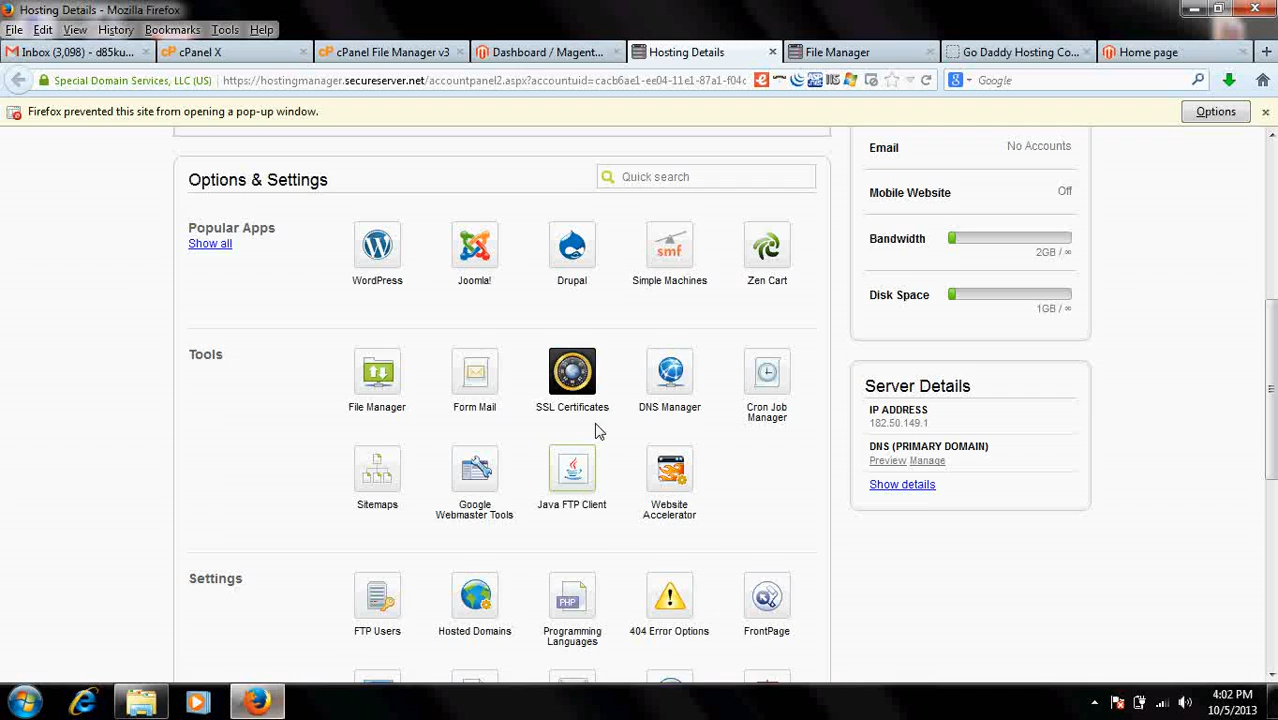 Hosting Details - Mozilla Firefox
File Edit View History Bookmarks Tools Help
Inbox (3,098) - d85ku... cPanel X cPanel File Manager v3 Dashboard / Magent... Hosting Details File Manager Go Daddy Hosting Co... Home page
Special Domain Services, LLC (US) http://hostingmanager.secureserver.net/accountpanel2.aspx?accountuid=cacb6ae1-ee04-11e1-87a1-f04c Google
Firefox prevented this site from opening a pop-up window. Options
Options & Settings
Quick search
Popular Apps
Show all
WordPress Joomla! Drupal Simple Machines Zen Cart
smf
Tools
File Manager Form Mail SSL Certificates DNS Manager Cron Job
Manager
Sitemaps Google
Webmaster Tools
Java FTP Client Website
Accelerator
Settings
PHP
FTP Users Hosted Domains Programming
Languages
404 Error Options FrontPage
Email No Accounts
Mobile Website Off
Bandwidth
2GB / ∞
Disk Space
1GB / ∞
Server Details
IP ADDRESS
182.50.149.1
DNS (PRIMARY DOMAIN)
Preview Manage
Show details
4:02 PM
10/5/2013